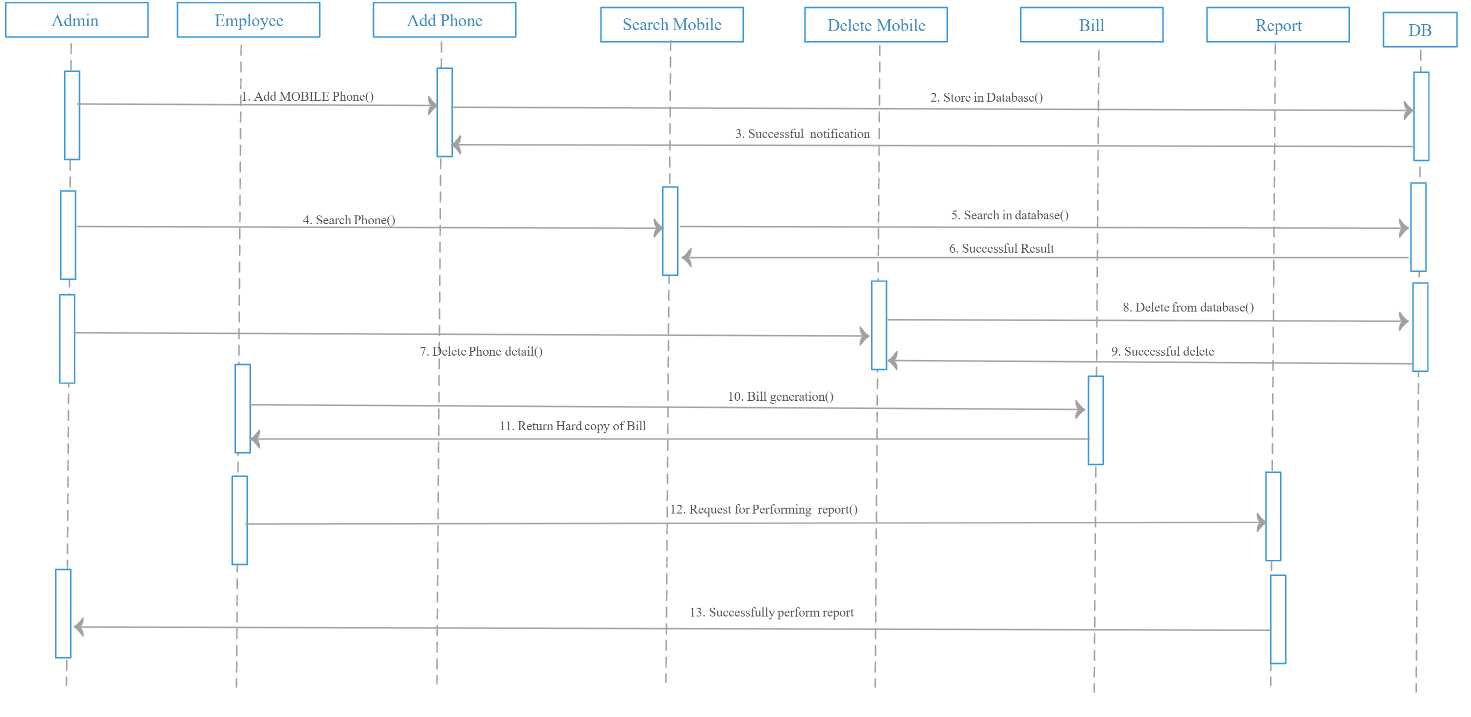 Admin
Employee
Add Phone
Search Mobile
Delete Mobile
Bill
Report
DB
1. Add MOBILE Phone()
2. Store in Database()
3. Successful notification
4. Search Phone()
5. Search in database()
6. Successful Result
8. Delete from database()
7. Delete Phone detail()
9. Successful delete
10. Bill generation()
11. Return Hard copy of Bill
12. Request for Performing report()
13. Successfully perform report